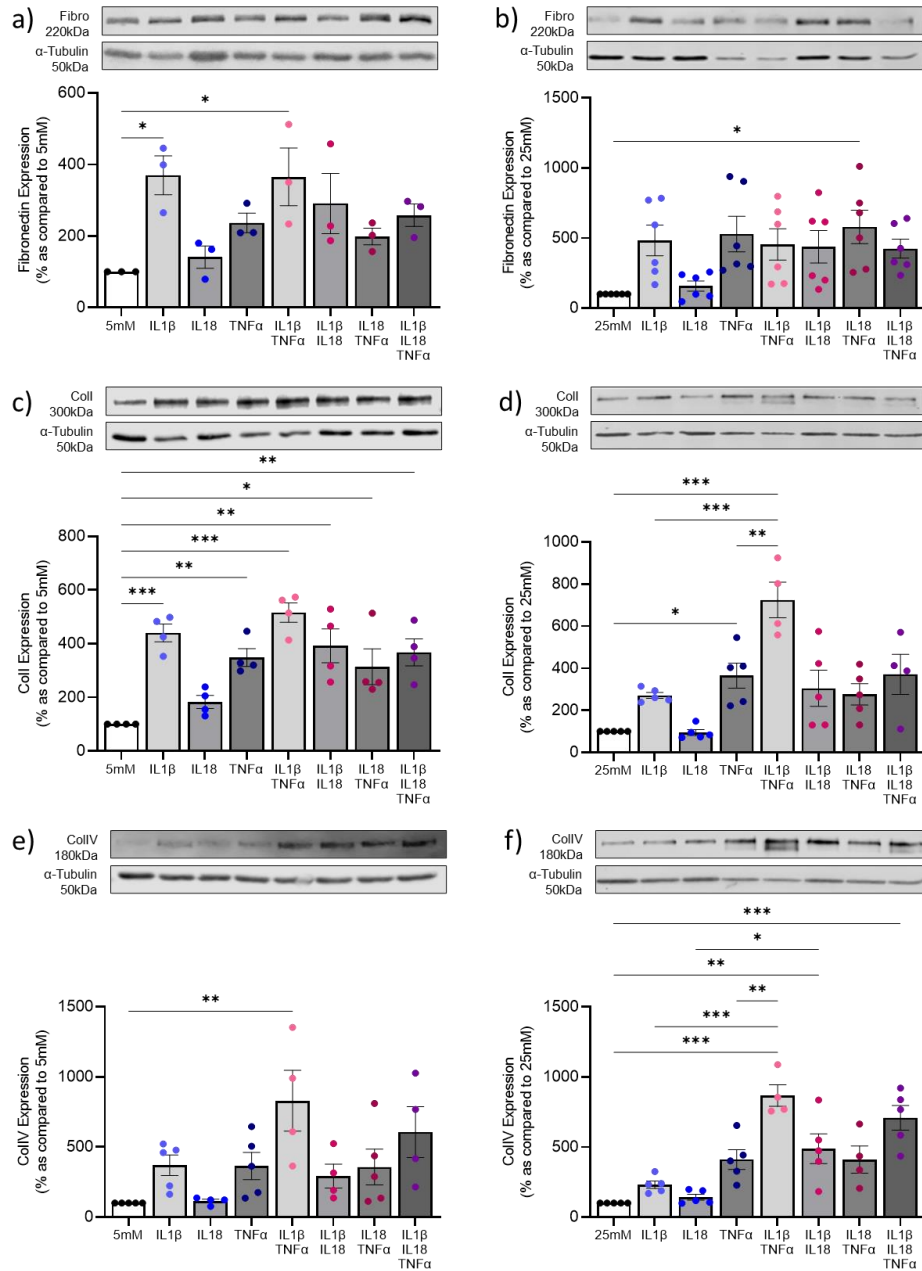 a)
Fibro
220kDa
α-Tubulin
50kDa
*
*
Fibronectin Expression
(% as compared to 5mM)
600
400
200
0
5mM IL1β IL18 TNFα IL1β IL1β IL18 IL1β
TNFα IL18 TNFα IL18
TNFα
b)
Fibro
220kDa
α-Tubulin
50kDa
*
Fibronectin Expression
(% as compared to 25mM)
1500
1000
500
0
25mM IL1β IL18 TNFα IL1β IL1β IL18 IL1β
TNFα IL18 TNFα IL18
TNFα
c)
ColI
300kDa
α-Tubulin
50kDa
**
*
**
***
**
***
ColI Expression
(% as compared to 5mM)
800
600
400
200
0
5mM IL1β IL18 TNFα IL1β IL1β IL18 IL1β
TNFα IL18 TNFα IL18
TNFα
d)
ColI
300kDa
α-Tubulin
50kDa
***
***
**
*
ColI Expression
(% as compared to 25mM)
1000
800
600
400
200
0
25mM IL1β IL18 TNFα IL1β IL1β IL18 IL1β
TNFα IL18 TNFα IL18
TNFα
e)
ColIV
180kDa
α-Tubulin
50kDa
**
ColIV Expression
(% as compared to 5mM)
1500
1000
500
0
5mM IL1β IL18 TNFα IL1β IL1β IL18 IL1β
TNFα IL18 TNFα IL18
TNFα
f)
ColIV
180kDa
α-Tubulin
50kDa
***
*
**
**
***
***
ColIV Expression
(% as compared to 25mM)
1500
1000
500
0
25mM IL1β IL18 TNFα IL1β IL1β IL18 IL1β
TNFα IL18 TNFα IL18
TNFα